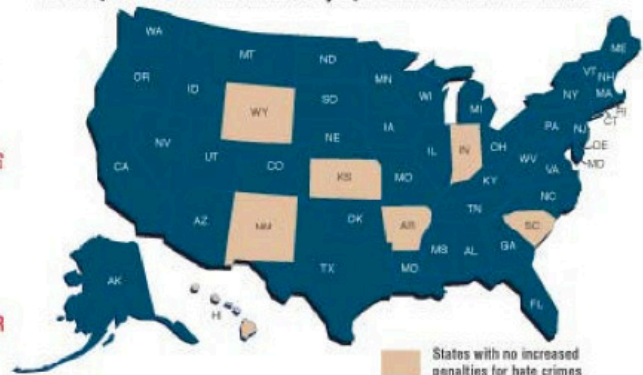 WA
MT
ND
MN
ME
VT
NH
OR
ID
SD
WI
MI
NY
MA
RI
CT
WY
NE
IA
PA
NJ
NV
UT
CO
IL
IN
OH
DE
MD
WV
VA
CA
KS
MO
KY
NC
AZ
NM
OK
AR
TN
SC
TX
MO
MS
AL
GA
AK
HI
FL
States with no increased
penalties for hate crimes